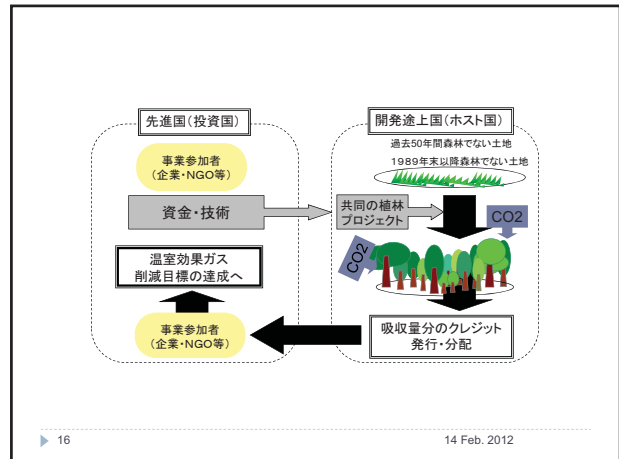 先進国(投資国)
事業参加者
(企業・NGO等)
資金・技術
温室効果ガス
削減目標の達成へ
事業参加者
(企業・NGO等)
開発途上国(ホスト国)
過去50年間森林でない土地
1989年末以降森林でない土地
共同の植林
プロジェクト
CO2
CO2
吸収量分のクレジット
発行・分配
16
14 Feb. 2012